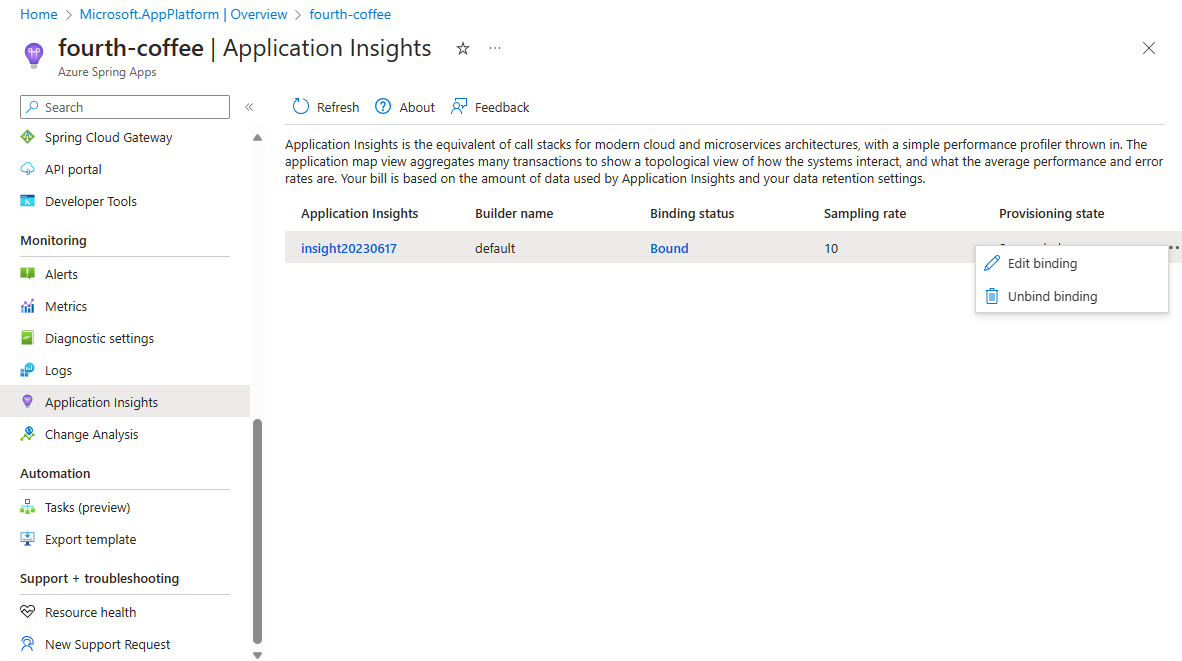 Home > Microsoft.AppPlatform | Overview > fourth-coffee
fourth-coffee | Application Insights
Azure Spring Apps
Search
Spring Cloud Gateway
API portal
Developer Tools
Monitoring
Alerts
Metrics
Diagnostic settings
Logs
Application Insights
Change Analysis
Automation
Tasks (preview)
Export template
Support + troubleshooting
Resource health
New Support Request
Refresh About Feedback
Application Insights is the equivalent of call stacks for modern cloud and microservices architectures, with a simple performance profiler thrown in. The
application map view aggregates many transactions to show a topological view of how the systems interact, and what the average performance and error
rates are. Your bill is based on the amount of data used by Application Insights and your data retention settings.
Application Insights Builder name Binding status Sampling rate Provisioning state
insight20230617 default Bound 10
Edit binding
Unbind binding